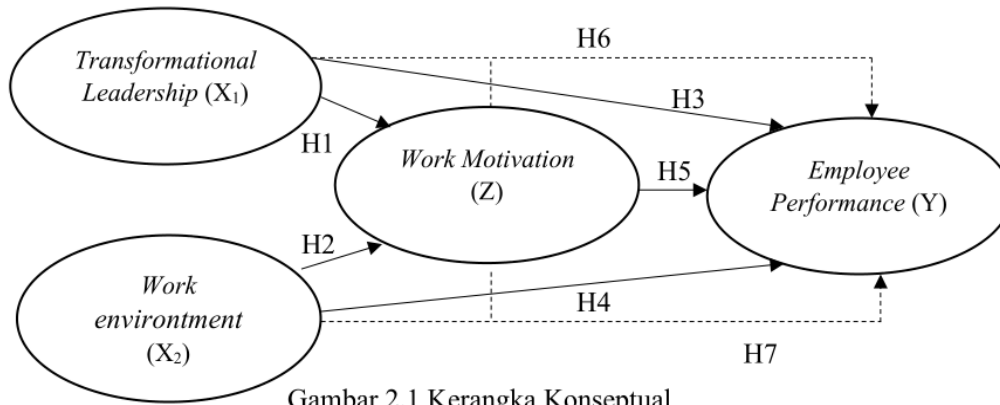 Transformational
Leadership (X₁)
H6
H3
H1
Work Motivation
(Z)
H5
Employee
Performance (Y)
H2
Work
environtment
(X₂)
H4
H7
Gambar 2.1 Kerangka Konseptual